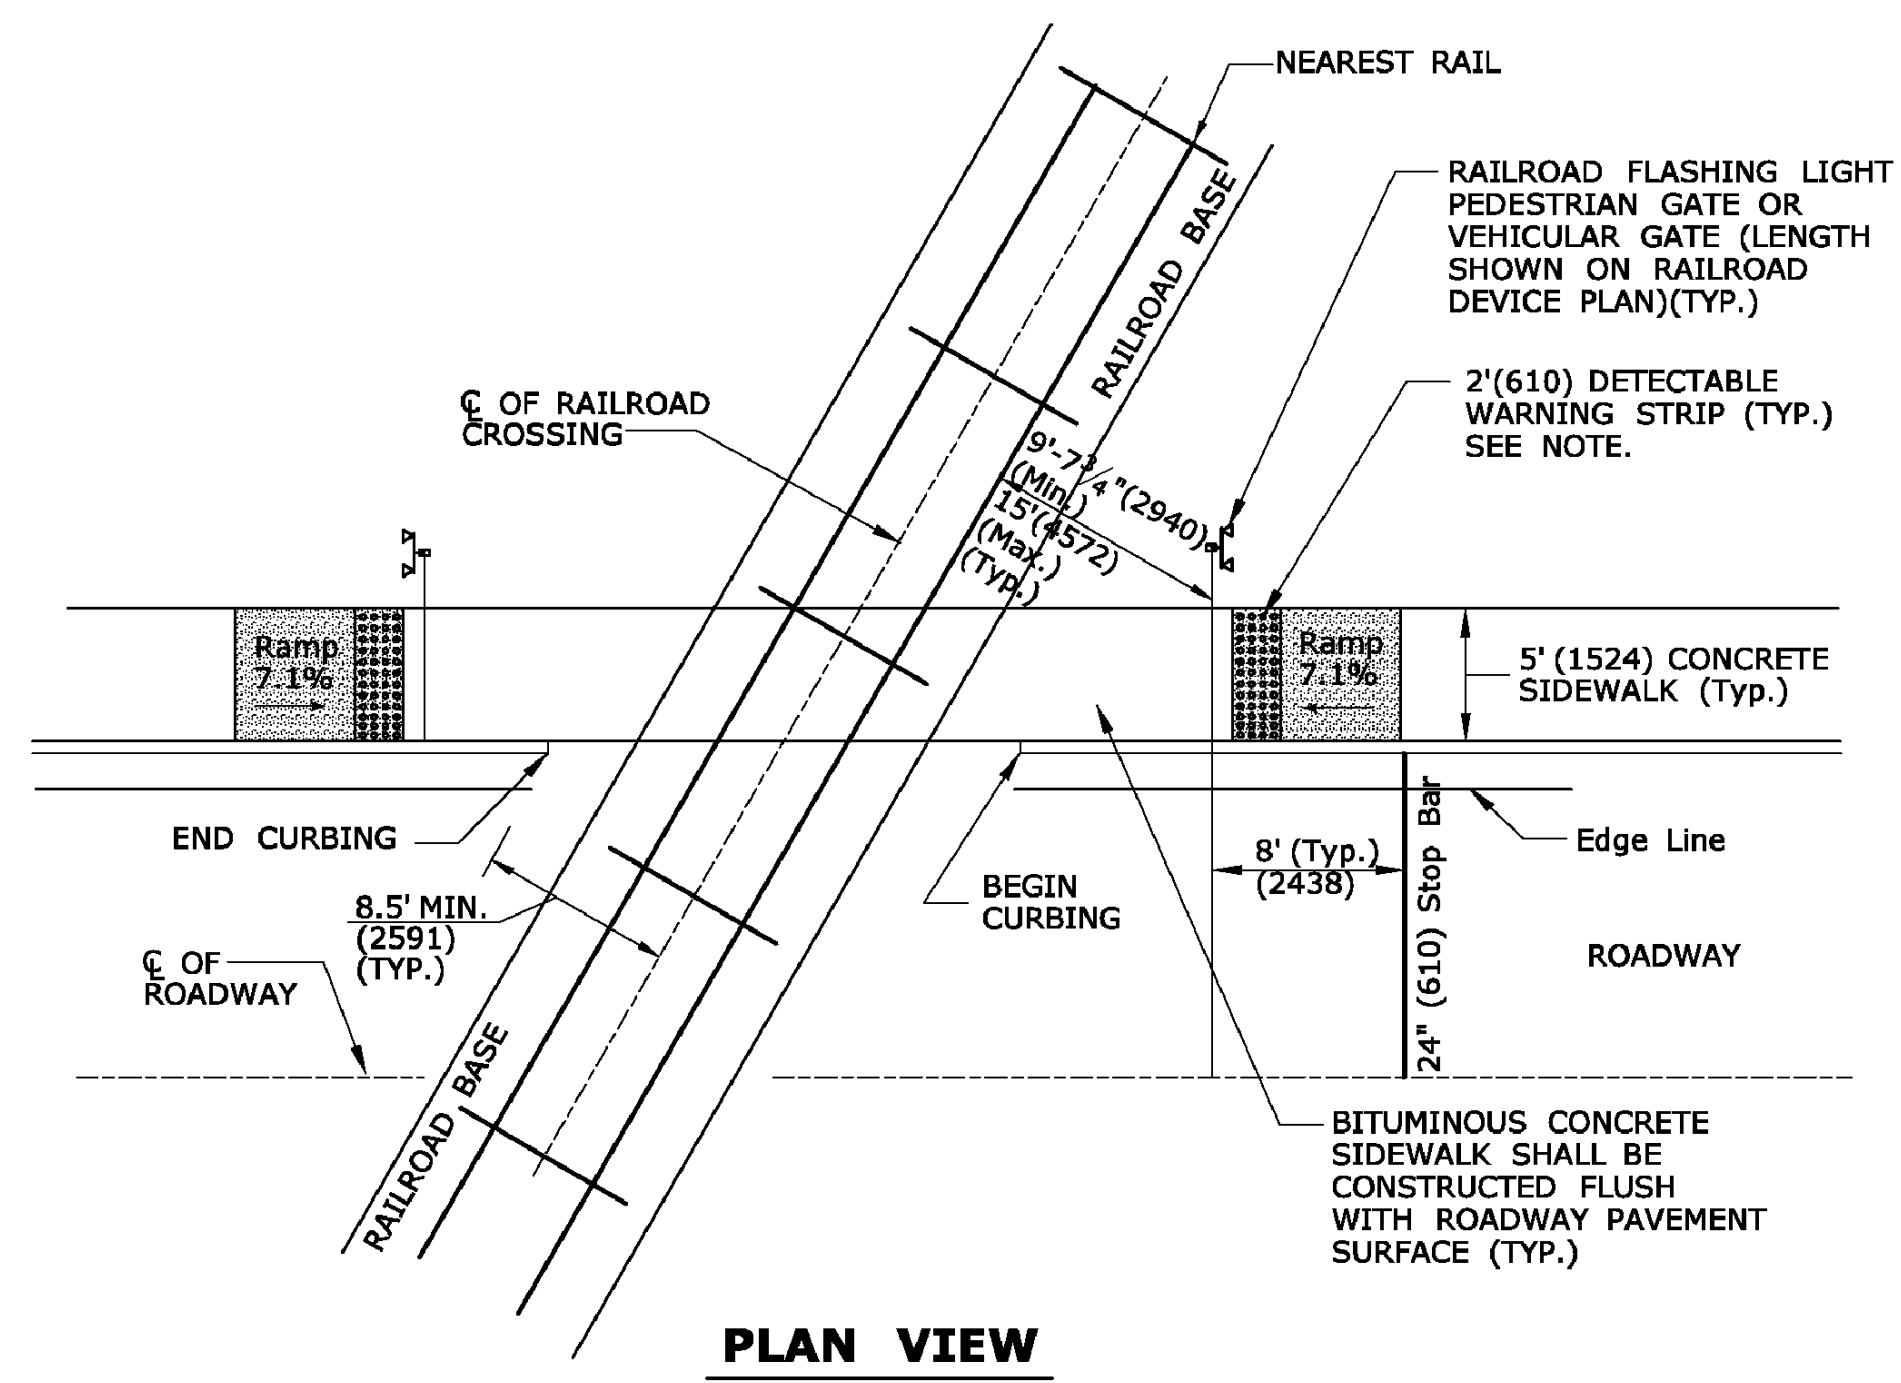 NEAREST RAIL
RAILROAD FLASHING LIGHT
PEDESTRIAN GATE OR
VEHICULAR GATE (LENGTH
SHOWN ON RAILROAD
DEVICE PLAN)(TYP.)
RAILROAD BASE
2'(610) DETECTABLE
WARNING STRIP (TYP.)
SEE NOTE.
℄ OF RAILROAD
CROSSING
9'-7¾"(2940)
(Min.)
15'(4572)
(Max.)
(Typ.)
Ramp
7.1%
Ramp
7.1%
5' (1524) CONCRETE
SIDEWALK (Typ.)
END CURBING
8.5' MIN.
(2591)
(TYP.)
BEGIN
CURBING
8' (Typ.)
(2438)
24" (610) Stop Bar
Edge Line
℄ OF
ROADWAY
ROADWAY
RAILROAD BASE
BITUMINOUS CONCRETE
SIDEWALK SHALL BE
CONSTRUCTED FLUSH
WITH ROADWAY PAVEMENT
SURFACE (TYP.)
PLAN VIEW